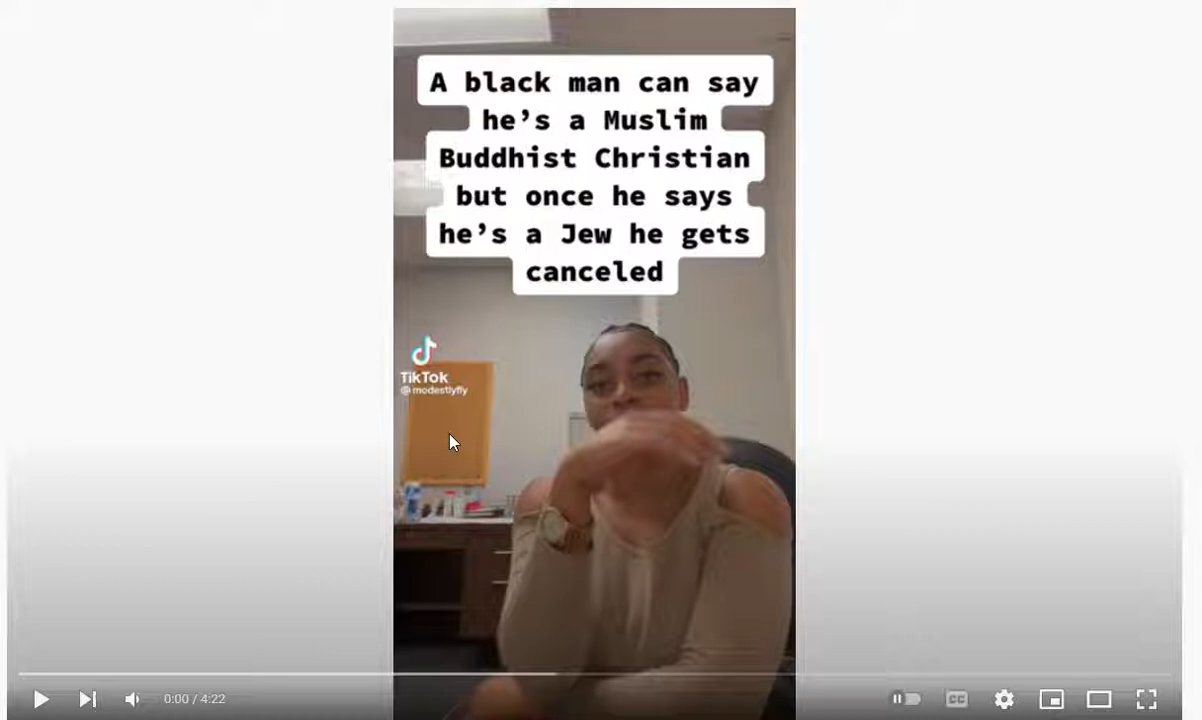 A black man can say
he's a Muslim
Buddhist Christian
but once he says
he's a Jew he gets
canceled
TikTok
@modestlyfly
0:00 / 4:22
CC